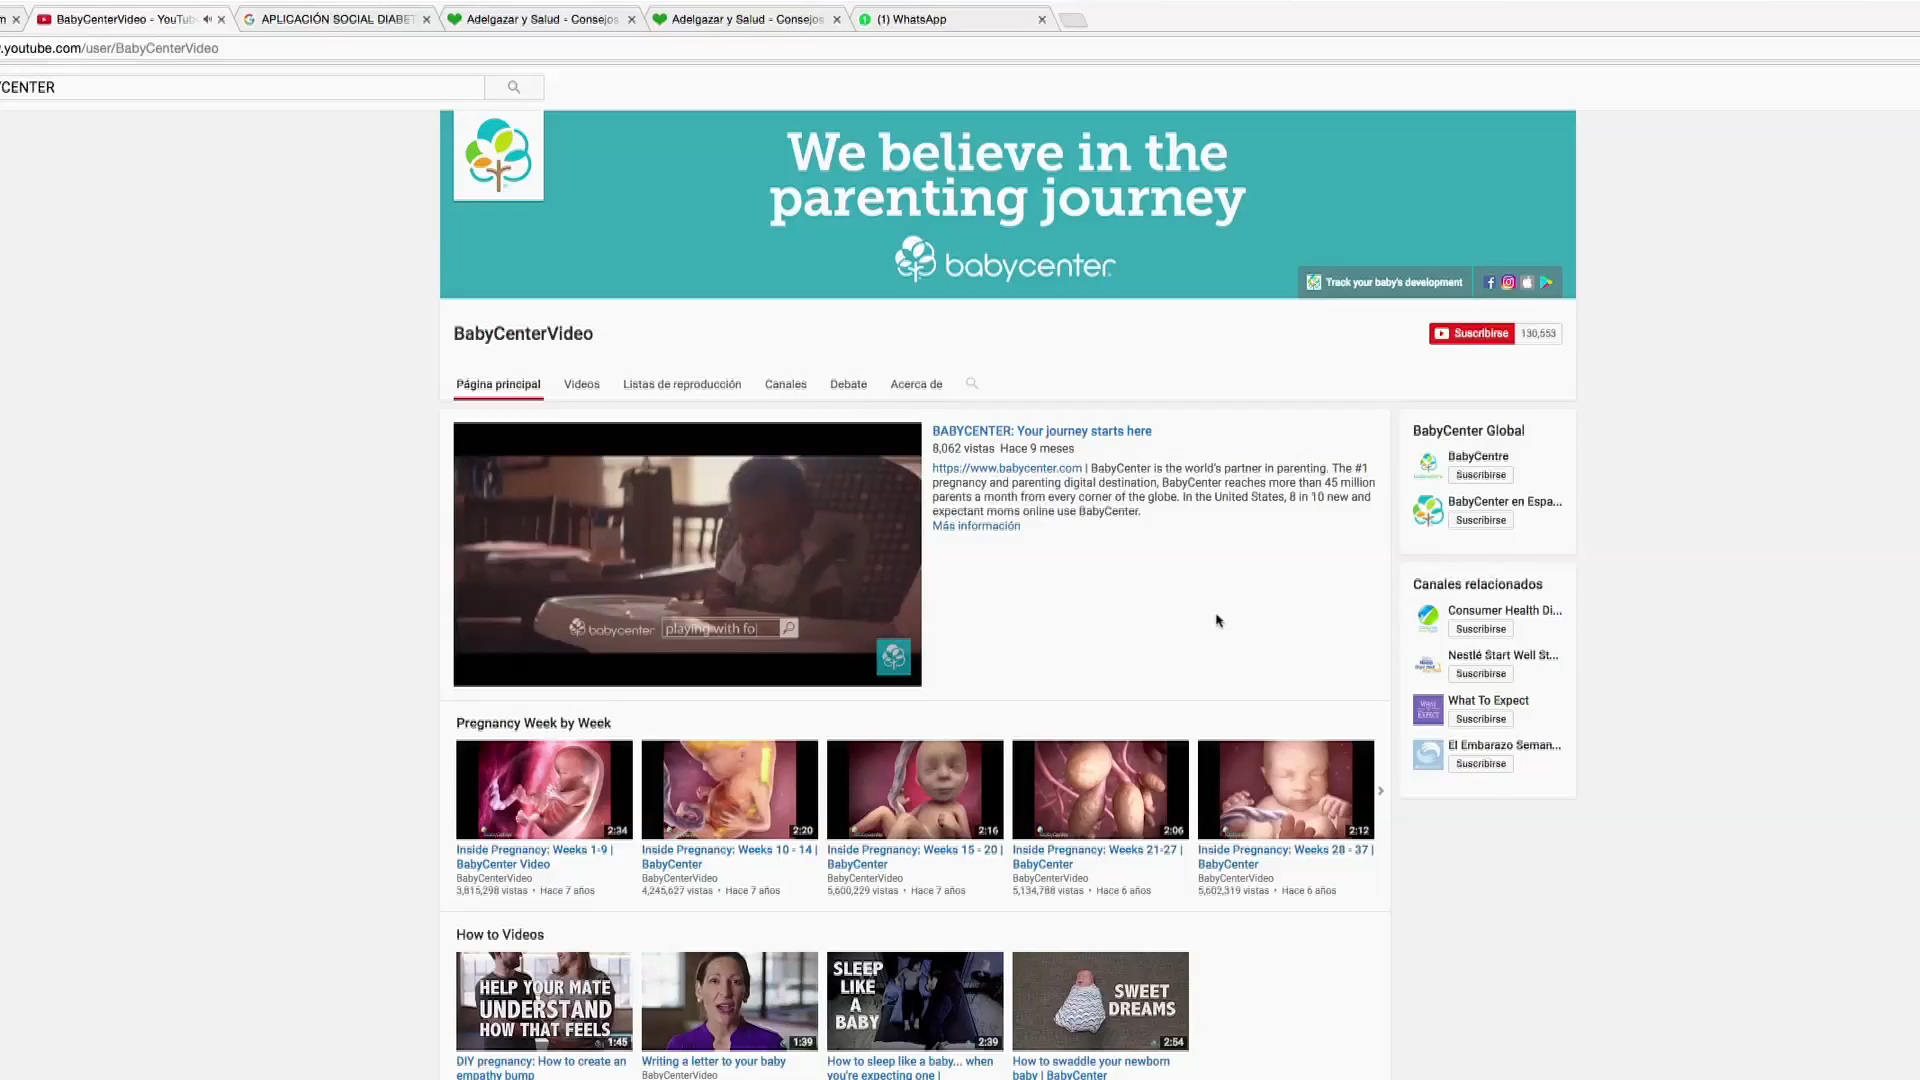 BabyCenterVideo - YouTub
APLICACIÓN SOCIAL DIABET
Adelgazar y Salud - Consejos
Adelgazar y Salud - Consejos
(1) WhatsApp
.youtube.com/user/BabyCenterVideo
YCENTER
We believe in the
parenting journey
babycenter
Track your baby's development
BabyCenterVideo
Suscribirse 130,553
Página principal Videos Listas de reproducción Canales Debate Acerca de
BABYCENTER: Your journey starts here
8,062 vistas Hace 9 meses
https://www.babycenter.com | BabyCenter is the world's partner in parenting. The #1
pregnancy and parenting digital destination, BabyCenter reaches more than 45 million
parents a month from every corner of the globe. In the United States, 8 in 10 new and
expectant moms online use BabyCenter.
Más información
babycenter playing with fo
BabyCenter Global
BabyCentre
Suscribirse
BabyCenter en Espa...
Suscribirse
Canales relacionados
Consumer Health Di...
Suscribirse
Nestlé Start Well St...
Suscribirse
What To Expect
Suscribirse
El Embarazo Seman...
Suscribirse
Pregnancy Week by Week
2:34
2:20
2:16
2:06
2:12
Inside Pregnancy: Weeks 1-9 |
BabyCenter Video
BabyCenterVideo
3,815,298 vistas • Hace 7 años
Inside Pregnancy: Weeks 10 - 14 |
BabyCenter
BabyCenterVideo
4,245,627 vistas • Hace 7 años
Inside Pregnancy: Weeks 15 - 20 |
BabyCenter
BabyCenterVideo
5,600,229 vistas • Hace 7 años
Inside Pregnancy: Weeks 21-27 |
BabyCenter
BabyCenterVideo
5,134,788 vistas • Hace 6 años
Inside Pregnancy: Weeks 28 - 37 |
BabyCenter
BabyCenterVideo
5,602,319 vistas • Hace 6 años
How to Videos
HELP YOUR MATE
UNDERSTAND
HOW THAT FEELS
1:45
DIY pregnancy: How to create an
empathy bump
1:39
Writing a letter to your baby
BabyCenterVideo
SLEEP
LIKE
A
BABY
2:39
How to sleep like a baby... when
you're expecting one |
SWEET
DREAMS
2:54
How to swaddle your newborn
baby | BabyCenter